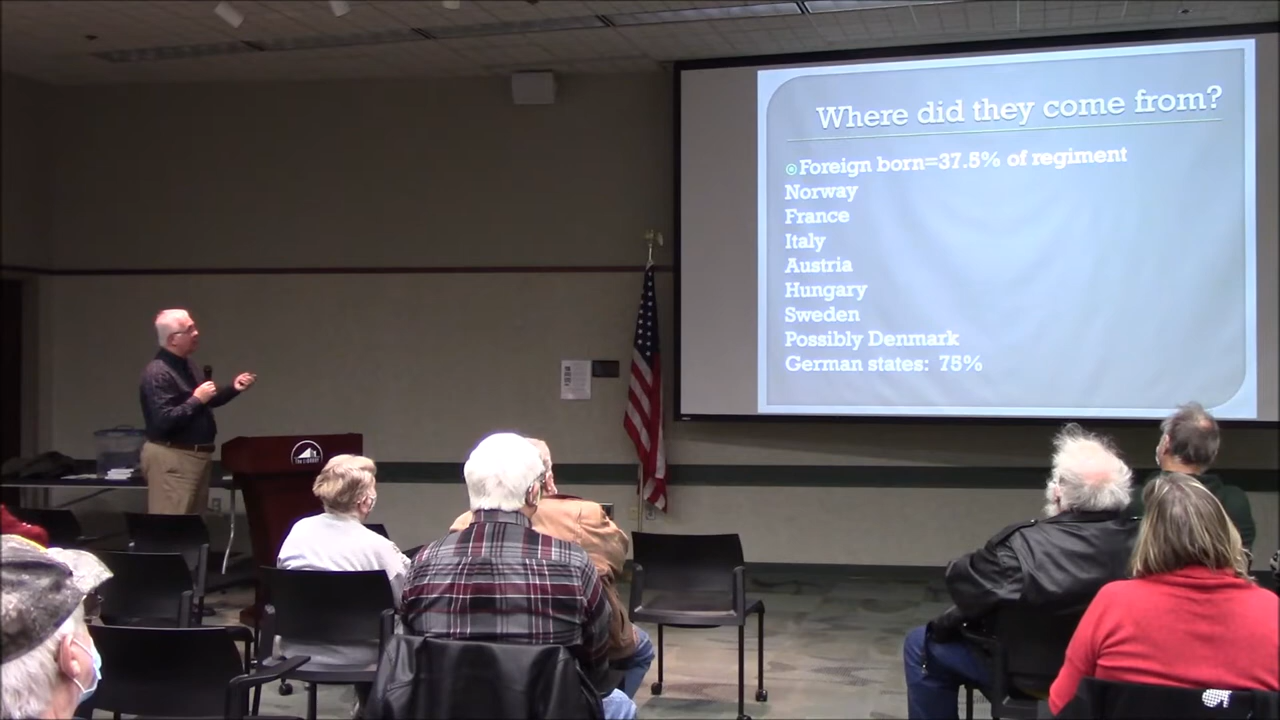 Where did they come from?
Foreign born=37.5% of regiment
Norway
France
Italy
Austria
Hungary
Sweden
Possibly Denmark
German states: 75%